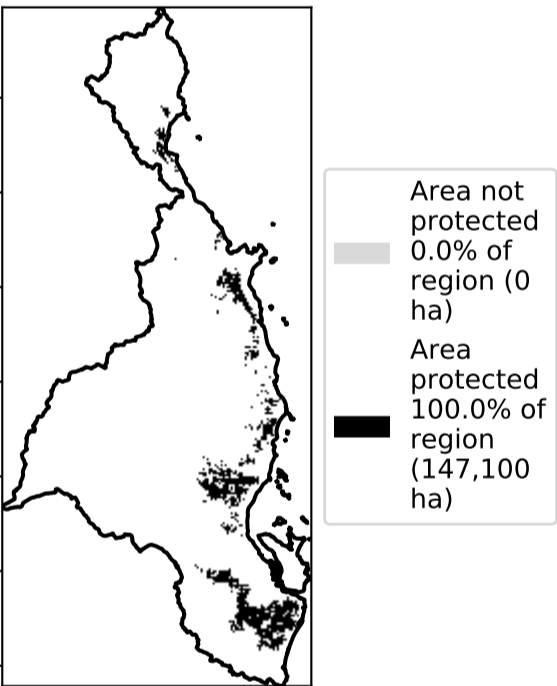 Area not
protected
0.0% of
region (0
ha)
Area
protected
100.0% of
region
(147,100
ha)